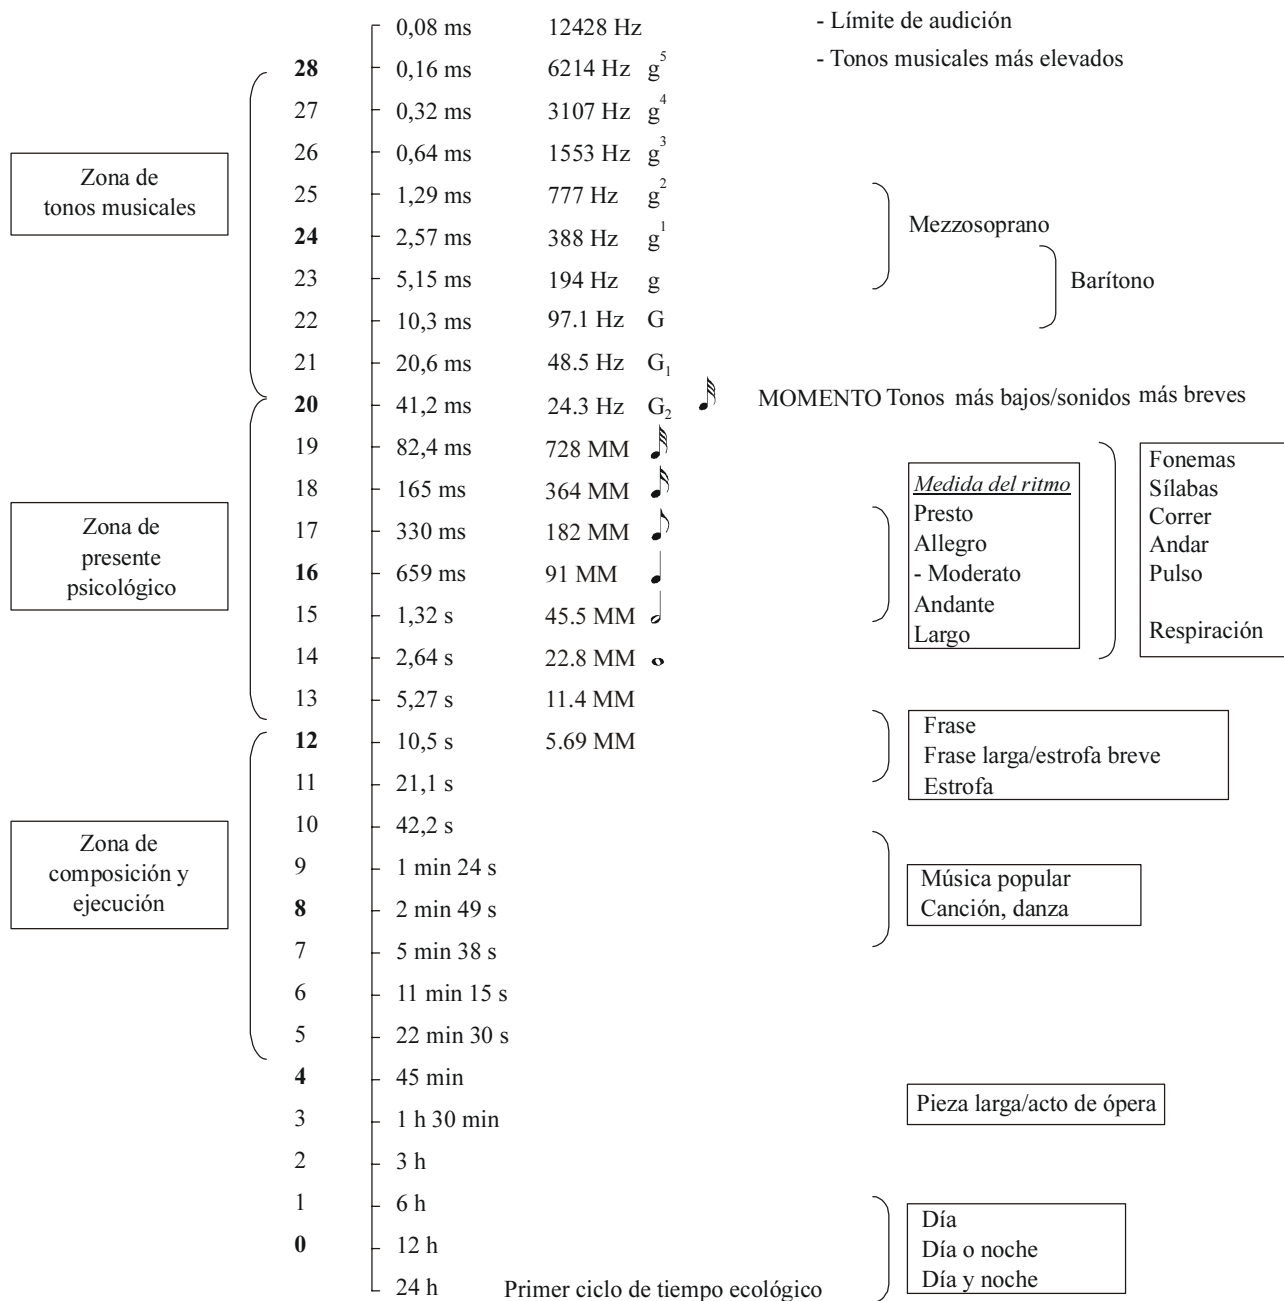 0,08 ms 12428 Hz - Límite de audición
28 0,16 ms 6214 Hz g5 - Tonos musicales más elevados
27 0,32 ms 3107 Hz g4
26 0,64 ms 1553 Hz g3
Zona de
tonos musicales
25 1,29 ms 777 Hz g2
Mezzosoprano
24 2,57 ms 388 Hz g1
23 5,15 ms 194 Hz g
Barítono
22 10,3 ms 97.1 Hz G
21 20,6 ms 48.5 Hz G1
20 41,2 ms 24.3 Hz G2 MOMENTO Tonos más bajos/sonidos más breves
19 82,4 ms 728 MM
18 165 ms 364 MM
17 330 ms 182 MM
16 659 ms 91 MM
15 1,32 s 45.5 MM
14 2,64 s 22.8 MM
13 5,27 s 11.4 MM
Zona de
presente
psicológico
Medida del ritmo
Presto
Allegro
- Moderato
Andante
Largo
Fonemas
Sílabas
Correr
Andar
Pulso
Respiración
12 10,5 s 5.69 MM
11 21,1 s
Frase
Frase larga/estrofa breve
Estrofa
10 42,2 s
9 1 min 24 s
8 2 min 49 s
7 5 min 38 s
6 11 min 15 s
5 22 min 30 s
Zona de
composición y
ejecución
Música popular
Canción, danza
4 45 min
3 1 h 30 min
Pieza larga/acto de ópera
2 3 h
1 6 h
0 12 h
24 h Primer ciclo de tiempo ecológico
Día
Día o noche
Día y noche